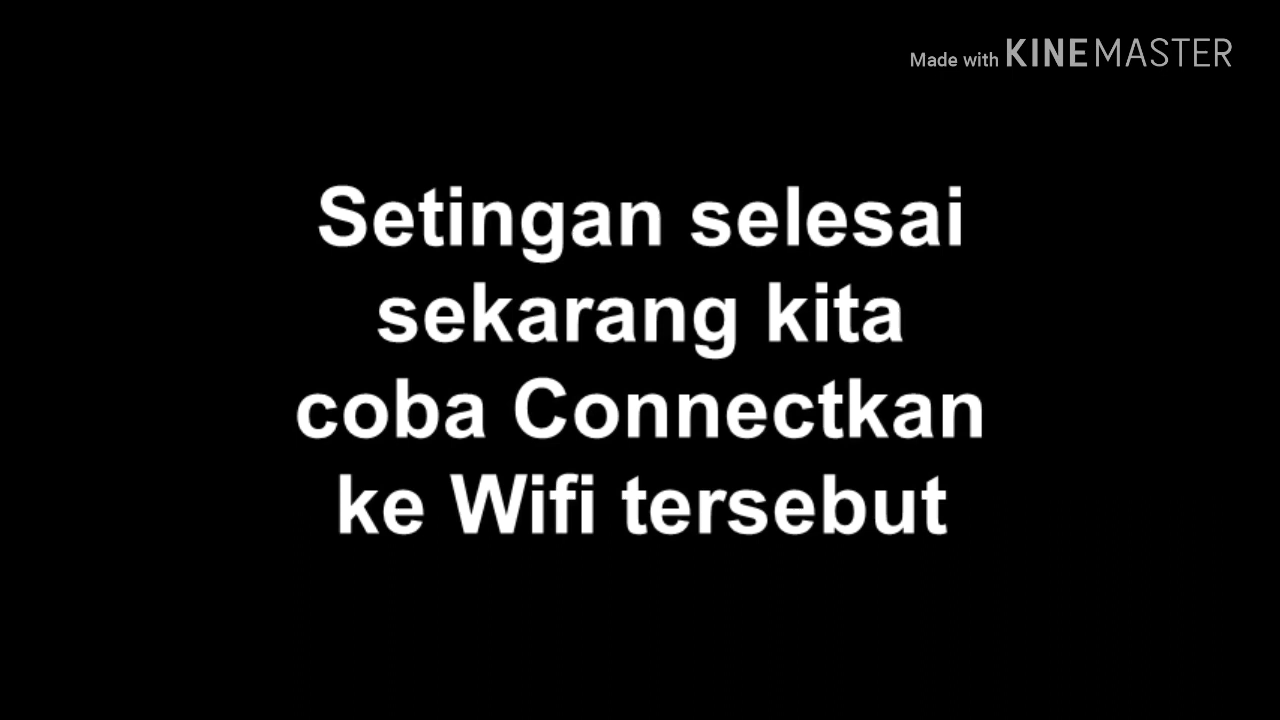 Made with KINEMASTER
Setingan selesai
sekarang kita
coba Connectkan
ke Wifi tersebut